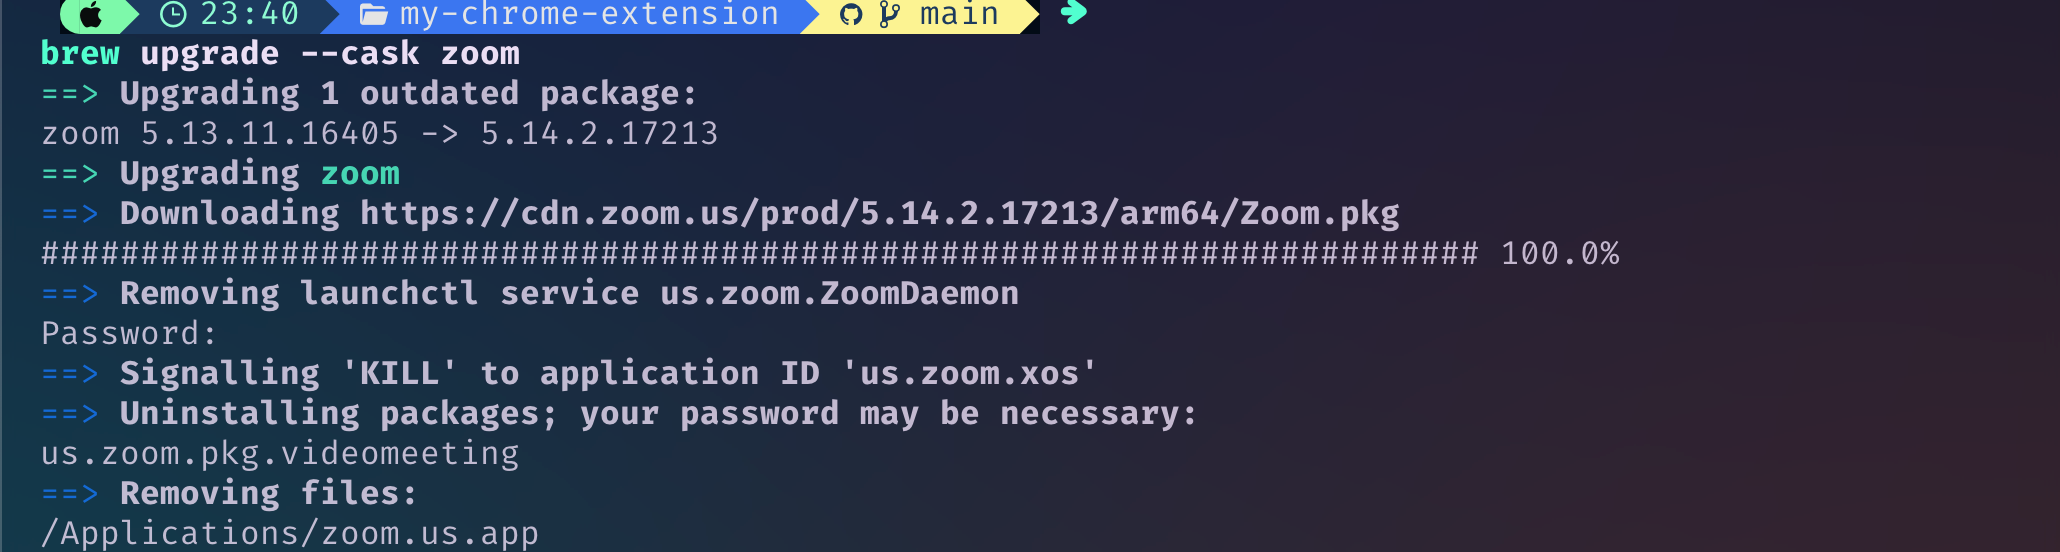 23:40 my-chrome-extension main
brew upgrade --cask zoom
==> Upgrading 1 outdated package:
zoom 5.13.11.16405 -> 5.14.2.17213
==> Upgrading zoom
==> Downloading https://cdn.zoom.us/prod/5.14.2.17213/arm64/Zoom.pkg
######################################################################## 100.0%
==> Removing launchctl service us.zoom.ZoomDaemon
Password:
==> Signalling 'KILL' to application ID 'us.zoom.xos'
==> Uninstalling packages; your password may be necessary:
us.zoom.pkg.videomeeting
==> Removing files:
/Applications/zoom.us.app